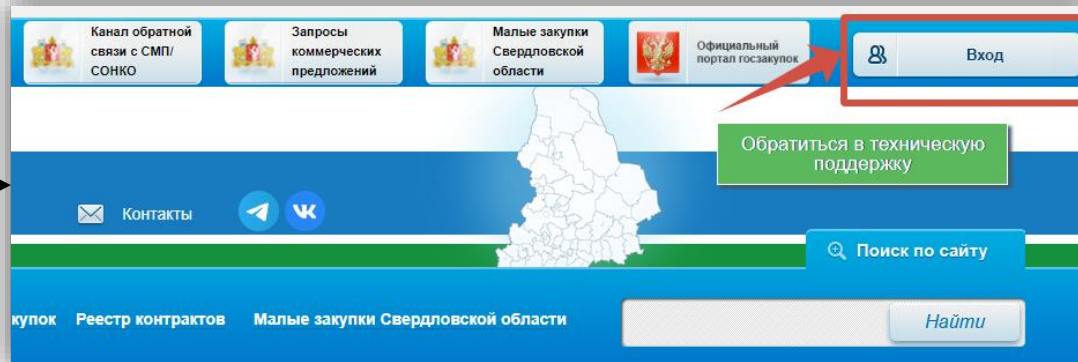 Канал обратной
связи с СМП/
СОНКО
Запросы
коммерческих
предложений
Малые закупки
Свердловской
области
Официальный
портал госзакупок
Вход
Обратиться в техническую
поддержку
Контакты
Поиск по сайту
купок Реестр контрактов Малые закупки Свердловской области
Найти